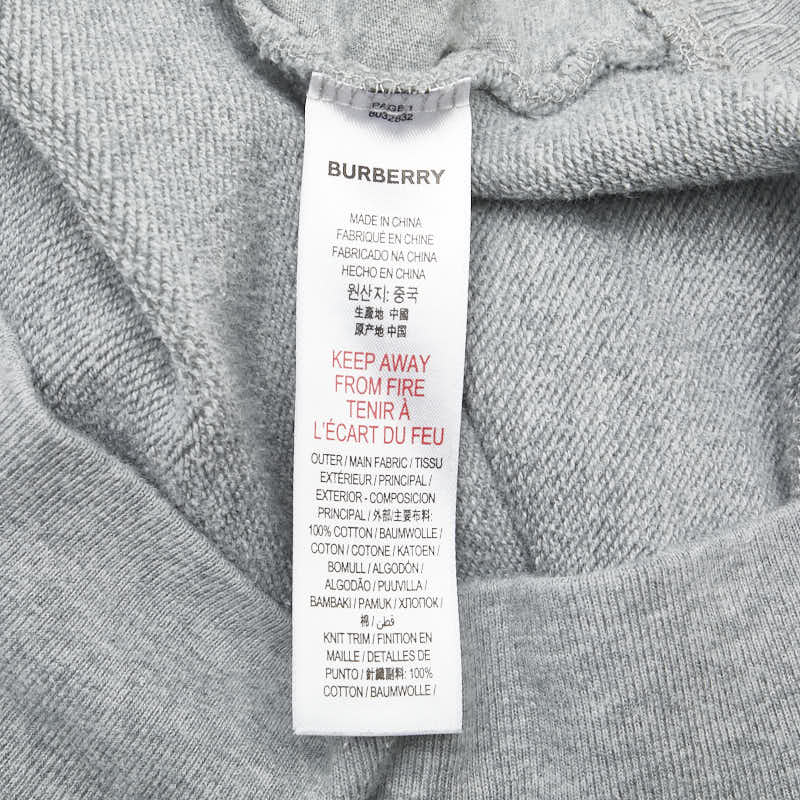 PAGE 1
8032832
BURBERRY
MADE IN CHINA
FABRIQUÉ EN CHINE
FABRICADO NA CHINA
HECHO EN CHINA
원산지: 중국
生產地 中國
原产地 中国
KEEP AWAY
FROM FIRE
TENIR À
L'ÉCART DU FEU
OUTER / MAIN FABRIC / TISSU
EXTÉRIEUR / PRINCIPAL /
EXTERIOR - COMPOSICION
PRINCIPAL / 外部/主要布料:
100% COTTON / BAUMWOLLE /
COTON / COTONE / KATOEN /
BOMULL / ALGODÓN /
ALGODÃO / PUUVILLA /
BAMBAKI / PAMUK / ХЛОПОК /
棉 / قطن /
KNIT TRIM / FINITION EN
MAILLE / DETALLES DE
PUNTO / 針織副料: 100%
COTTON / BAUMWOLLE /